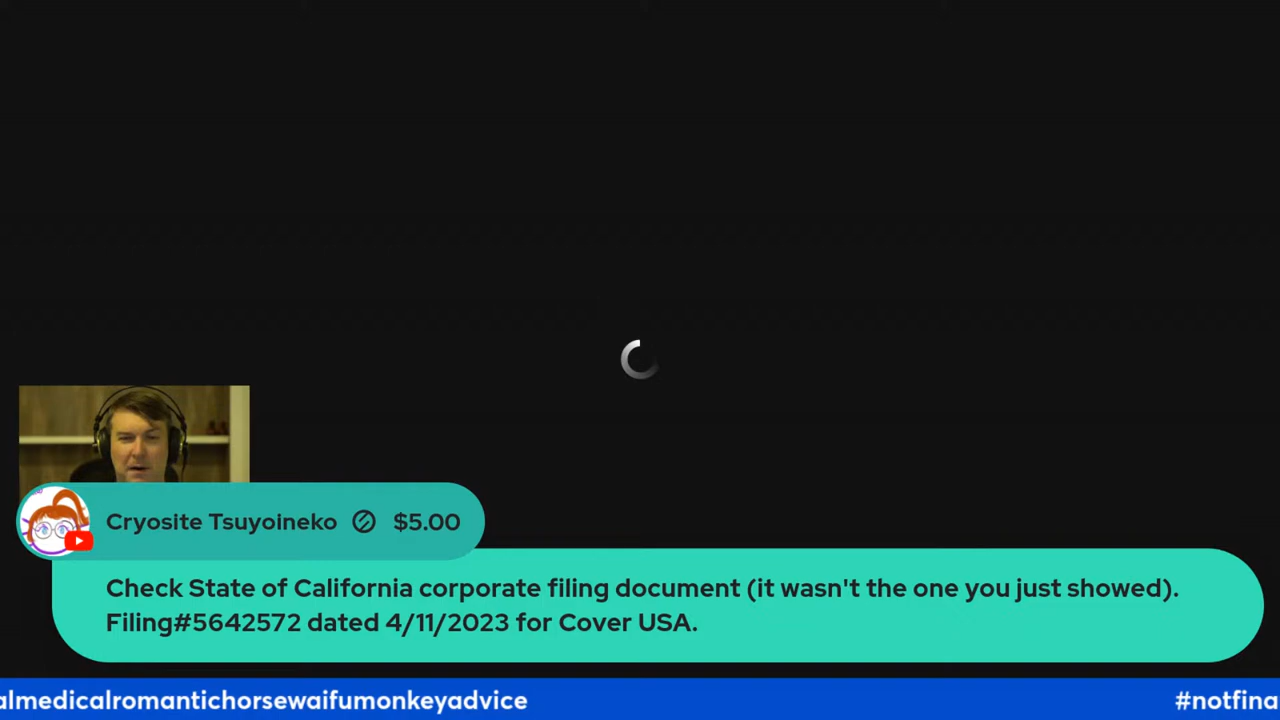 Cryosite Tsuyoineko $5.00
Check State of California corporate filing document (it wasn't the one you just showed).
Filing#5642572 dated 4/11/2023 for Cover USA.
almedicalromantichorsewaifumonkeyadvice #notfina